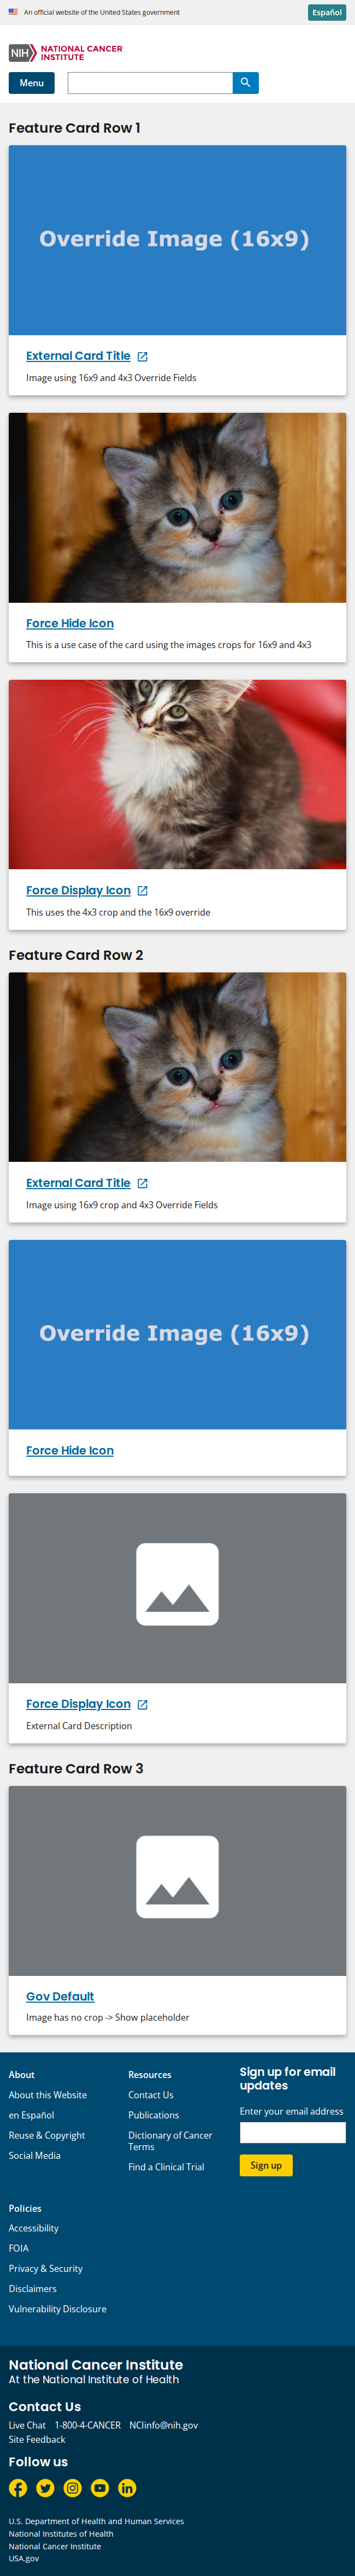 An official website of the United States government
Español
NIH
NATIONAL CANCER
INSTITUTE
Menu
Feature Card Row 1
Override Image (16x9)
External Card Title
Image using 16x9 and 4x3 Override Fields
Force Hide Icon
This is a use case of the card using the images crops for 16x9 and 4x3
Force Display Icon
This uses the 4x3 crop and the 16x9 override
Feature Card Row 2
External Card Title
Image using 16x9 crop and 4x3 Override Fields
Override Image (16x9)
Force Hide Icon
Force Display Icon
External Card Description
Feature Card Row 3
Gov Default
Image has no crop -> Show placeholder
About
About this Website
en Español
Reuse & Copyright
Social Media
Resources
Contact Us
Publications
Dictionary of Cancer
Terms
Find a Clinical Trial
Sign up for email
updates
Enter your email address
Sign up
Policies
Accessibility
FOIA
Privacy & Security
Disclaimers
Vulnerability Disclosure
National Cancer Institute
At the National Institute of Health
Contact Us
Live Chat 1-800-4-CANCER NCIinfo@nih.gov
Site Feedback
Follow us
U.S. Department of Health and Human Services
National Institutes of Health
National Cancer Institute
USA.gov